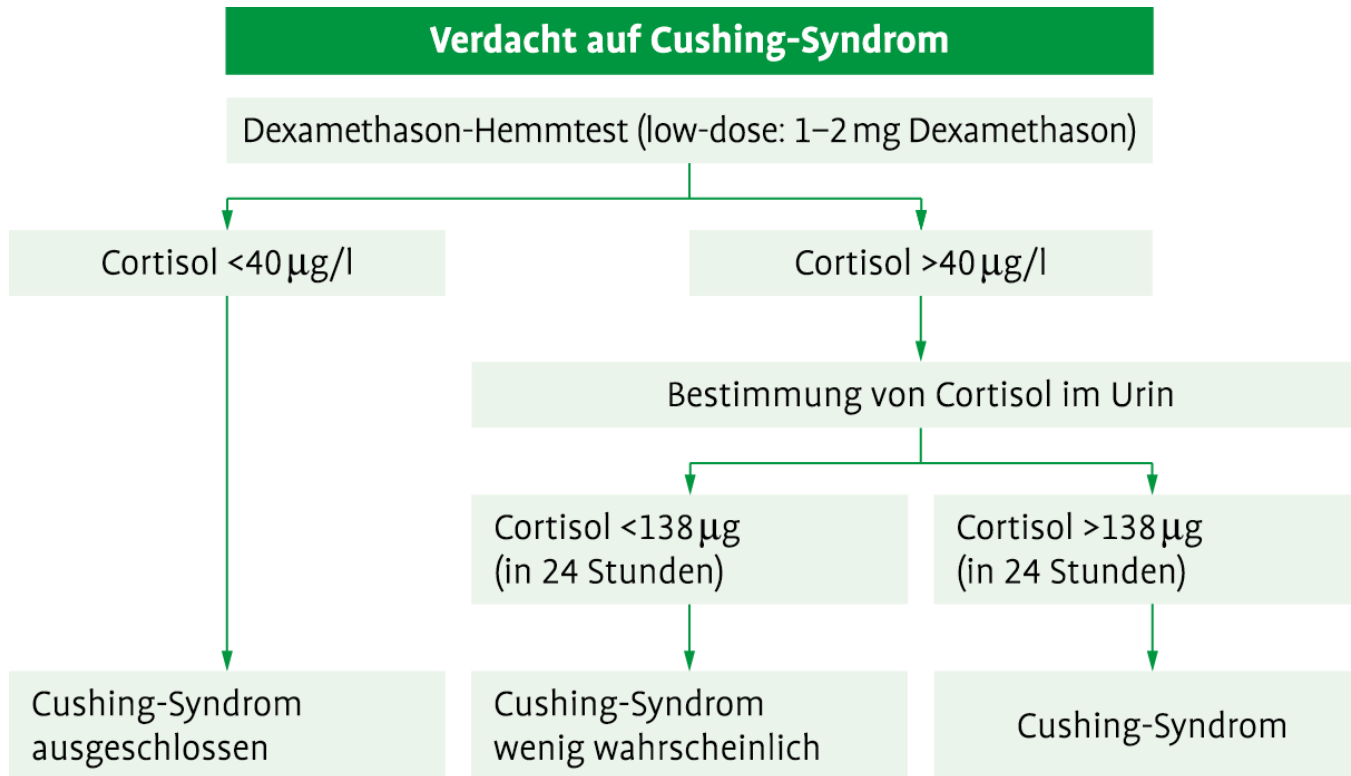 Verdacht auf Cushing-Syndrom
Dexamethason-Hemmtest (low-dose: 1–2 mg Dexamethason)
Cortisol <40 μg/l
Cortisol >40 μg/l
Bestimmung von Cortisol im Urin
Cortisol <138 μg
(in 24 Stunden)
Cortisol >138 μg
(in 24 Stunden)
Cushing-Syndrom
ausgeschlossen
Cushing-Syndrom
wenig wahrscheinlich
Cushing-Syndrom